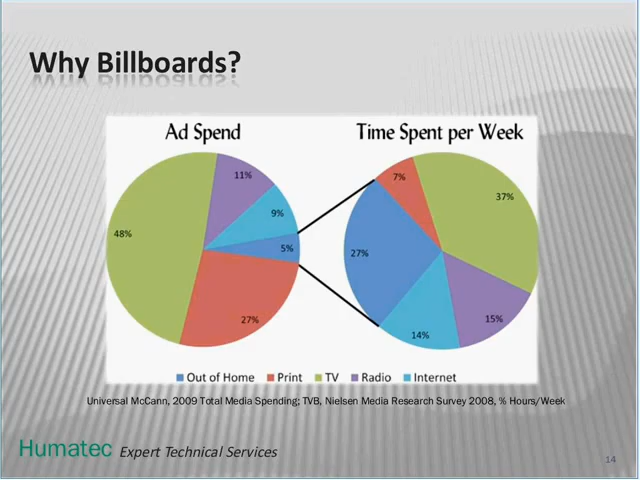 Why Billboards?
Ad Spend
Time Spent per Week
11%
9%
5%
48%
27%
7%
37%
27%
15%
14%
Out of Home Print TV Radio Internet
Universal McCann, 2009 Total Media Spending; TVB, Nielsen Media Research Survey 2008, % Hours/Week
Humatec Expert Technical Services
14